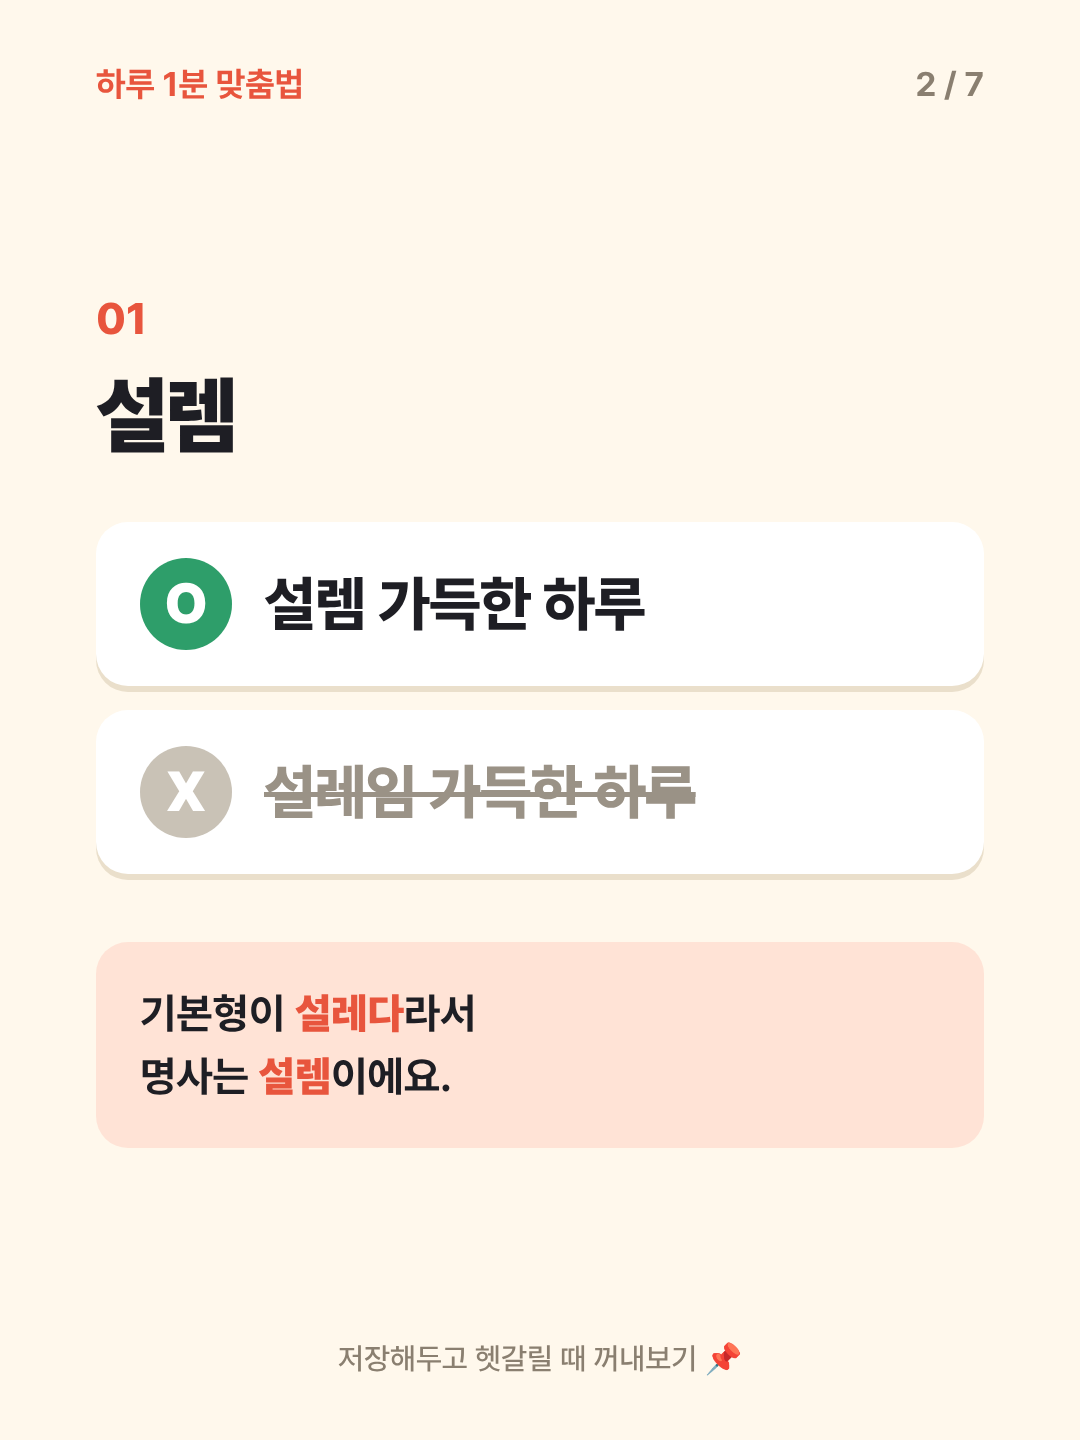 하루 1분 맞춤법
2 / 7
01
설렘
O 설렘 가득한 하루
X 설레임 가득한 하루
기본형이 설레다라서
명사는 설렘이에요.
저장해두고 헷갈릴 때 꺼내보기 📌